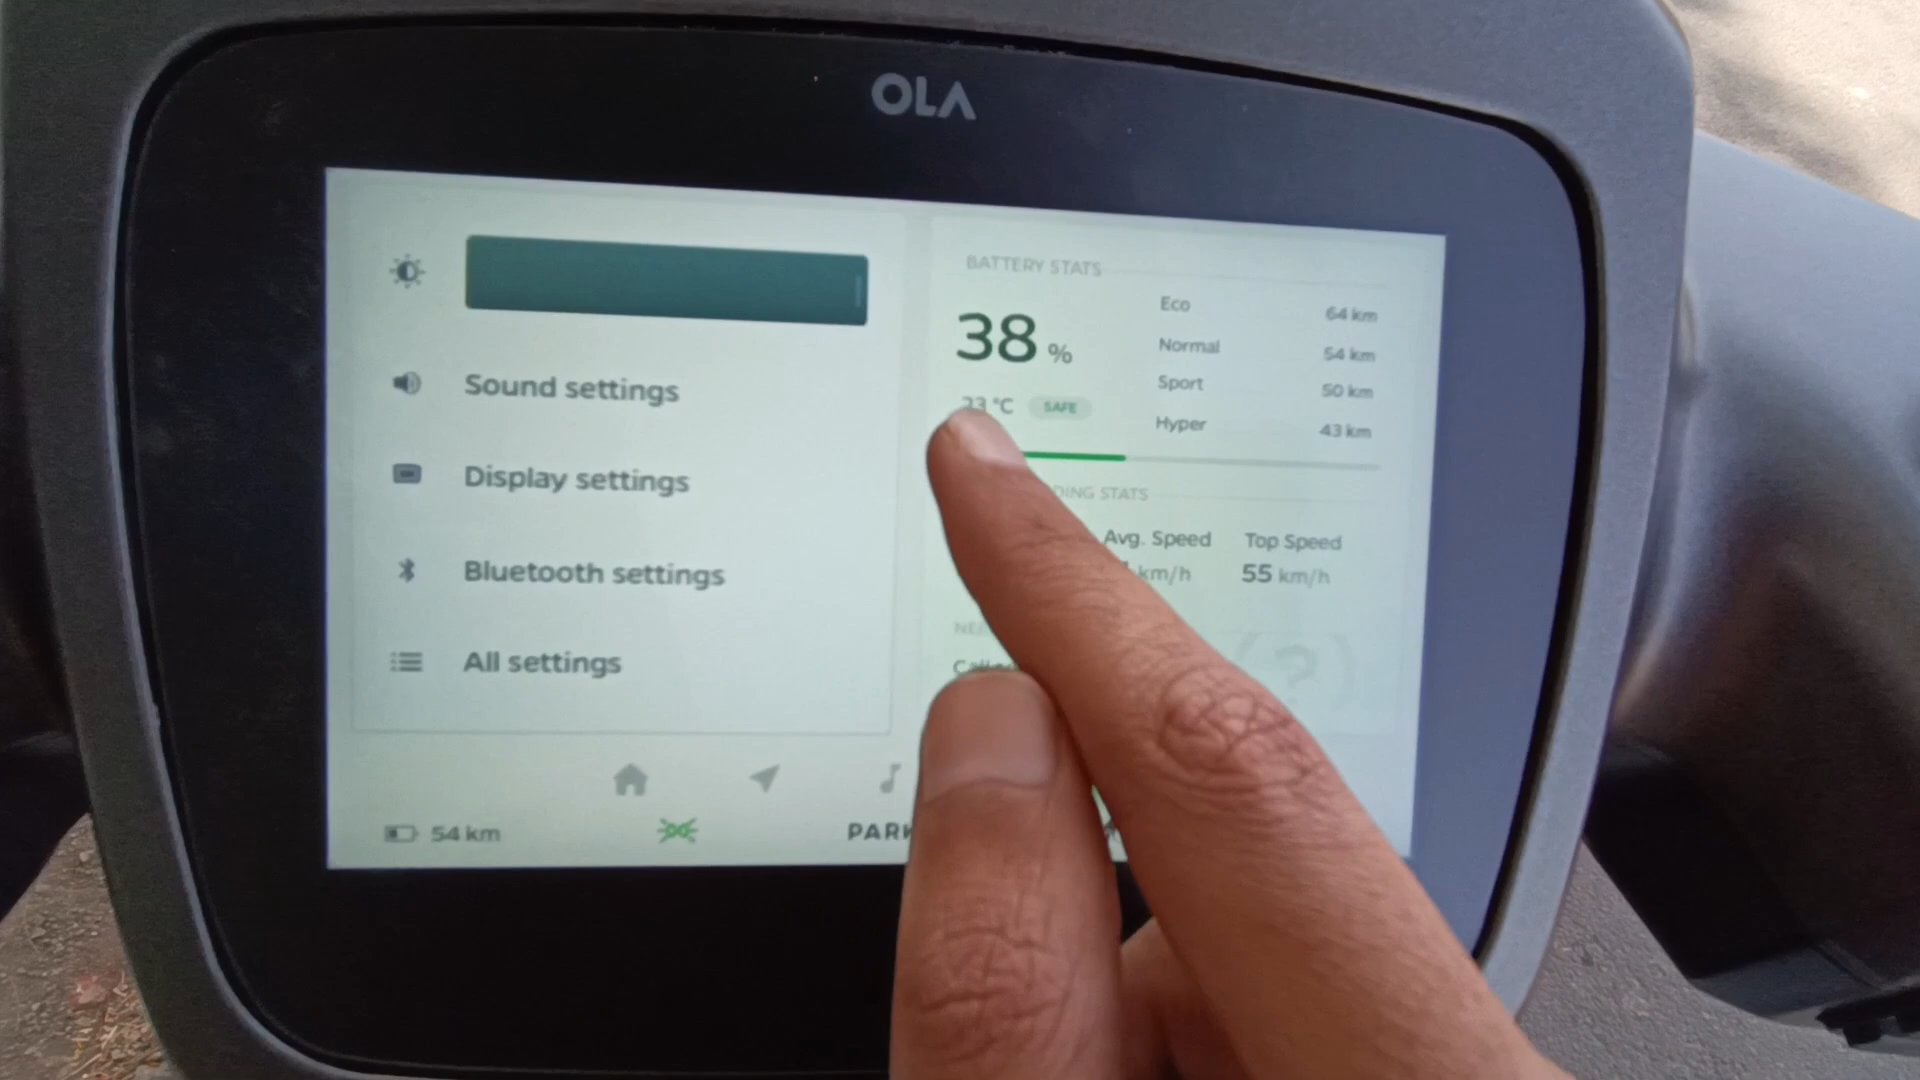 OLA
Sound settings
Display settings
Bluetooth settings
All settings
BATTERY STATS
38 %
°C SAFE
Eco 64 km
Normal 54 km
Sport 50 km
Hyper 43 km
STATS
Avg. Speed Top Speed
km/h 55 km/h
54 km